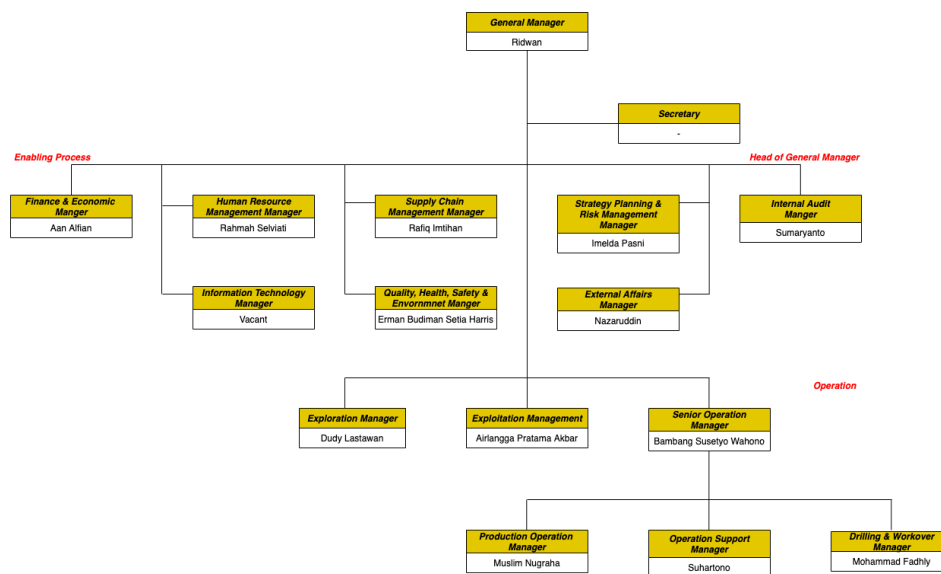 General Manager
Ridwan
Secretary
-
Enabling Process
Head of General Manager
Finance & Economic
Manger
Aan Alfian
Human Resource
Management Manager
Rahmah Selviati
Supply Chain
Management Manager
Rafiq Imtihan
Strategy Planning &
Risk Management
Manager
Imelda Pasni
Internal Audit
Manger
Sumaryanto
Information Technology
Manager
Vacant
Quality, Health, Safety &
Envornmnet Manger
Erman Budiman Setia Harris
External Affairs
Manager
Nazaruddin
Operation
Exploration Manager
Dudy Lastawan
Exploitation Management
Airlangga Pratama Akbar
Senior Operation
Manager
Bambang Susetyo Wahono
Production Operation
Manager
Muslim Nugraha
Operation Support
Manager
Suhartono
Drilling & Workover
Manager
Mohammad Fadhly